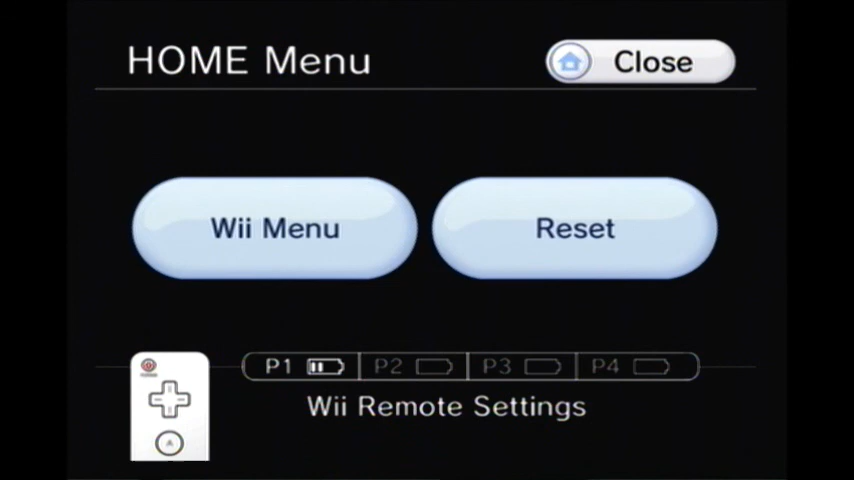 HOME Menu
Close
Wii Menu
Reset
P1 P2 P3 P4
Wii Remote Settings
A